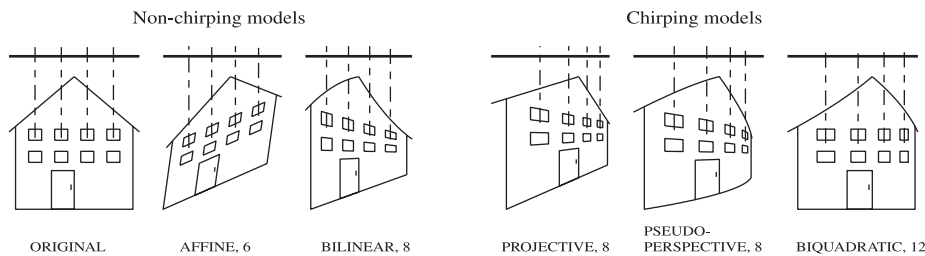 Non-chirping models
Chirping models
ORIGINAL
AFFINE, 6
BILINEAR, 8
PROJECTIVE, 8
PSEUDO-
PERSPECTIVE, 8
BIQUADRATIC, 12